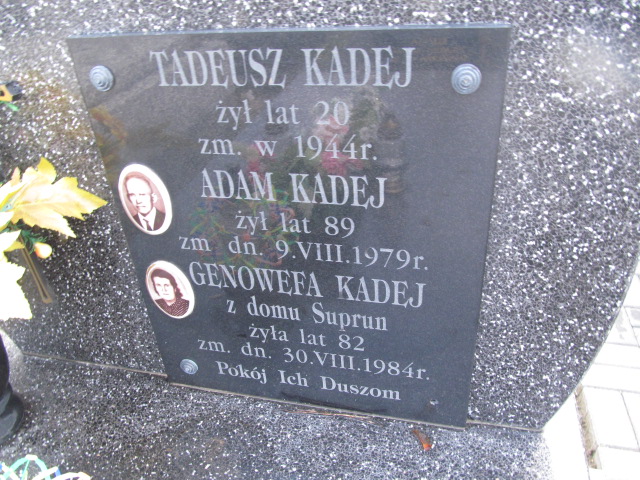 TADEUSZ KADEJ
żył lat 20
zm. w 1944r.
ADAM KADEJ
żył lat 89
zm. dn. 9.VIII.1979r.
GENOWEFA KADEJ
z domu Suprun
żyła lat 82
zm. dn. 30.VIII.1984r.
Pokój Ich Duszom